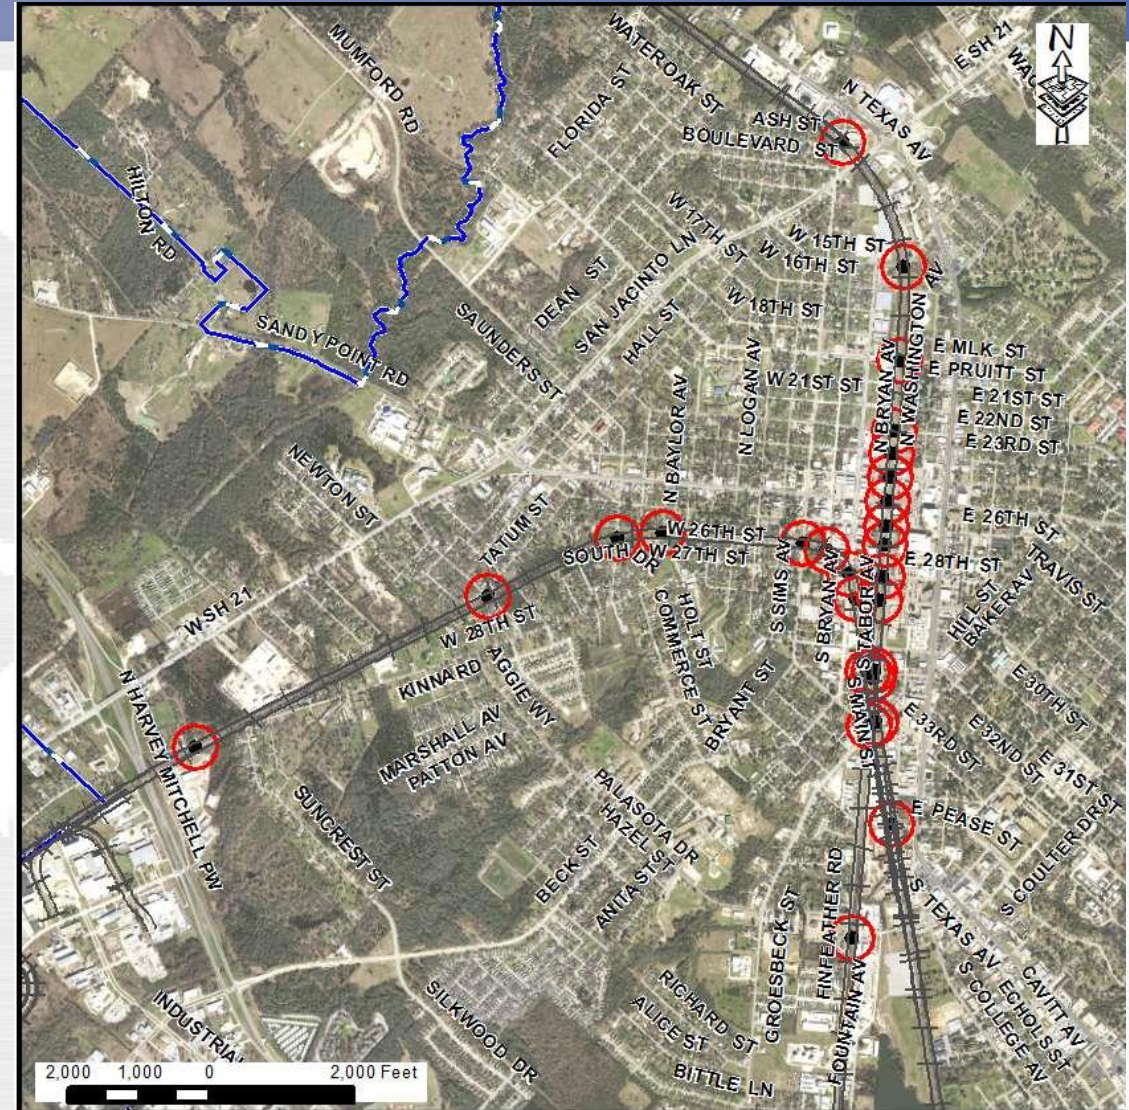 N
E SH 21
WATEROAK ST
MUMFORD RD
FLORIDA ST
N TEXAS AV
ASH ST
BOULEVARD ST
HILTON RD
W 17TH ST
W 15TH ST
W 16TH ST
DEAN ST
SAN JACINTO LN
W 18TH ST
HALL ST
SAUNDERS ST
SANDY POINT RD
N WASHINGTON AV
N BRYAN AV
E MLK ST
E PRUITT ST
W 21ST ST
E 21ST ST
E 22ND ST
E 23RD ST
N LOGAN AV
N BAYLOR AV
NEWTON ST
TATUM ST
W 26TH ST
E 26TH ST
SOUTH DR
W 27TH ST
E 28TH ST
TRAVIS ST
W SH 21
S SIMS AV
S BRYAN AV
S TABOR AV
S MAIN ST
HILL ST
BAKER AV
W 28TH ST
HOLT ST
COMMERCE ST
KINNARD
AGGIE WY
BRYANT ST
E 30TH ST
N HARVEY MITCHELL PW
MARSHALL AV
PATTON AV
E 33RD ST
E 32ND ST
E 31ST ST
PALASOTA DR
HAZEL ST
SUNCREST ST
E PEASE ST
S COULTER DR
BECK ST
ANITA ST
GROESBECK ST
FINFEATHER RD
S TEXAS AV
FOUNTAIN AV
S COLLEGE AV
ECHOLS ST
CAVITT AV
INDUSTRIAL
SILKWOOD DR
RICHARD ST
ALICE ST
BITTLE LN
2,000 1,000 0 2,000 Feet